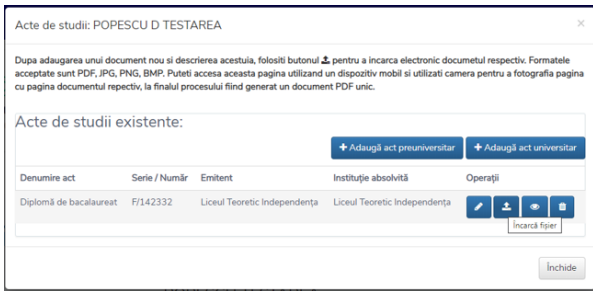 Acte de studii: POPESCU D TESTAREA ×
Dupa adaugarea unui document nou si descrierea acestuia, folositi butonul pentru a incarca electronic documetul respectiv. Formatele
acceptate sunt PDF, JPG, PNG, BMP. Puteti accesa aceasta pagina utilizand un dispozitiv mobil si utilizati camera pentru a fotografia pagina
cu pagina documentul repectiv, la finalul procesului fiind generat un document PDF unic.
Acte de studii existente:
+ Adaugă act preuniversitar + Adaugă act universitar
Denumire act Serie / Număr Emitent Instituție absolvită Operații
Diplomă de bacalaureat F/142332 Liceul Teoretic Independența Liceul Teoretic Independența
Încarcă fișier
Închide